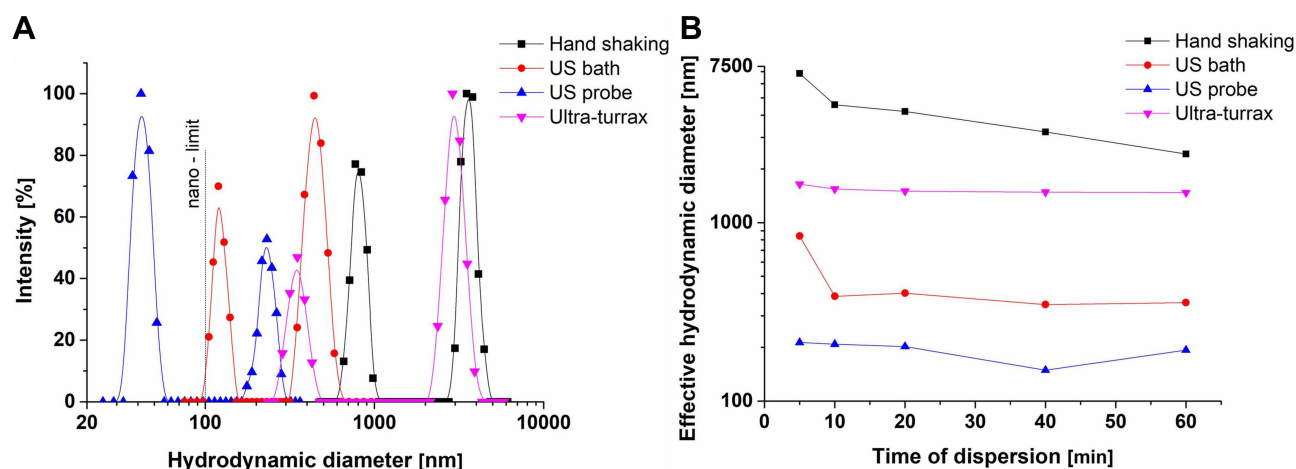 A
Hand shaking
US bath
US probe
Ultra-turrax
nano - limit
Intensity [%]
100
80
60
40
20
0
20
100
1000
10000
Hydrodynamic diameter [nm]
B
Hand shaking
US bath
US probe
Ultra-turrax
Effective hydrodynamic diameter [nm]
7500
1000
100
0
10
20
30
40
50
60
Time of dispersion [min]